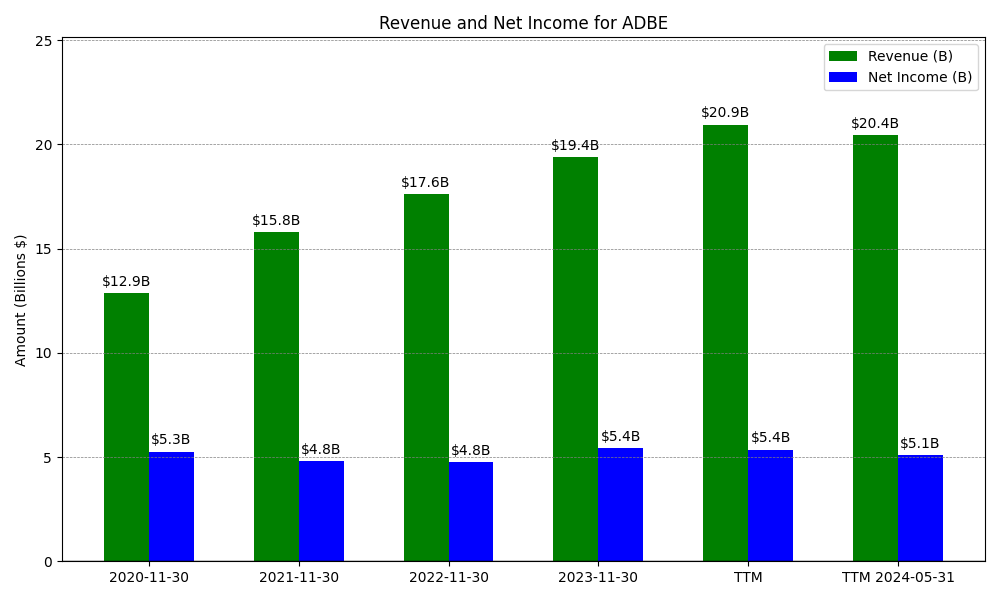 Revenue and Net Income for ADBE
Amount (Billions $)
25
20
15
10
5
0
Revenue (B)
Net Income (B)
$12.9B
$5.3B
$15.8B
$4.8B
$17.6B
$4.8B
$19.4B
$5.4B
$20.9B
$5.4B
$20.4B
$5.1B
2020-11-30
2021-11-30
2022-11-30
2023-11-30
TTM
TTM 2024-05-31